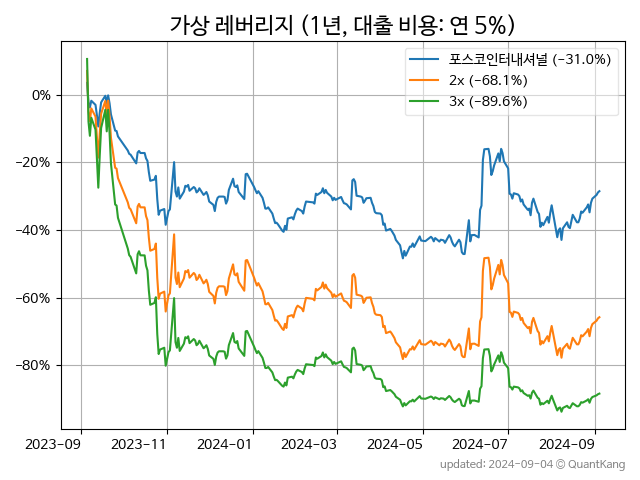 가상 레버리지 (1년, 대출 비용: 연 5%)
포스코인터내셔널 (−31.0%)
2x (−68.1%)
3x (−89.6%)
0%
−20%
−40%
−60%
−80%
2023-09 2023-11 2024-01 2024-03 2024-05 2024-07 2024-09
updated: 2024-09-04 @ QuantKang